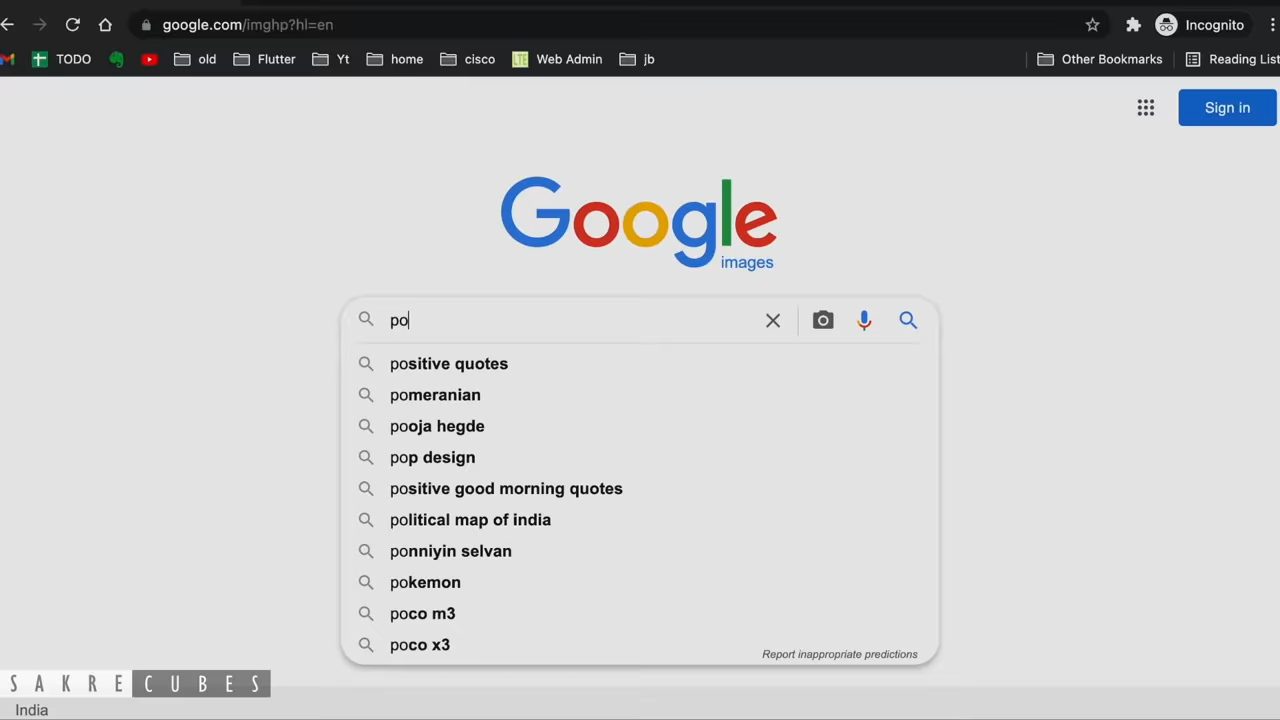 google.com/imghp?hl=en
Incognito
TODO
old
Flutter
Yt
home
cisco
LTE
Web Admin
jb
Other Bookmarks
Reading List
Sign in
Google
images
po
positive quotes
pomeranian
pooja hegde
pop design
positive good morning quotes
political map of india
ponniyin selvan
pokemon
poco m3
poco x3
Report inappropriate predictions
SAKRECUBES
India